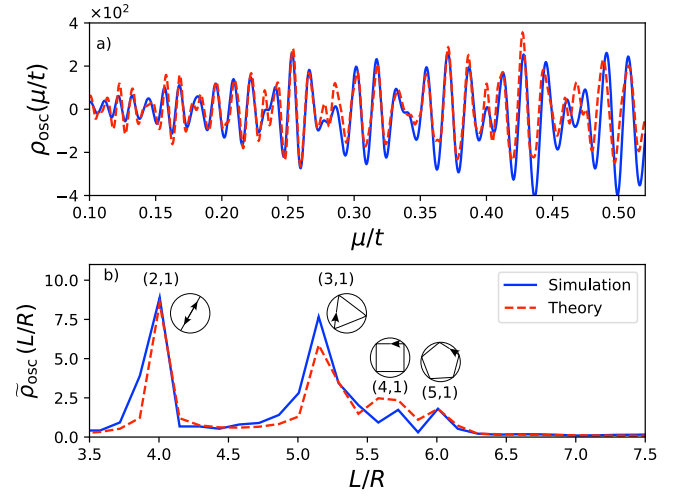 ×10²
a)
4
2
0
−2
−4
ρosc(μ/t)
0.10 0.15 0.20 0.25 0.30 0.35 0.40 0.45 0.50
μ/t
b)
(2,1) (3,1)
Simulation
Theory
(4,1) (5,1)
10.0
7.5
5.0
2.5
0.0
ρ̃osc(L/R)
3.5 4.0 4.5 5.0 5.5 6.0 6.5 7.0 7.5
L/R